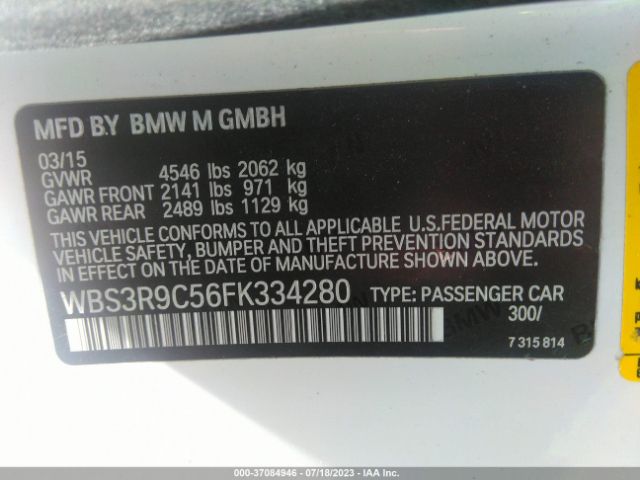 MFD BY BMW M GMBH
03/15
GVWR 4546 lbs 2062 kg
GAWR FRONT 2141 lbs 971 kg
GAWR REAR 2489 lbs 1129 kg
THIS VEHICLE CONFORMS TO ALL APPLICABLE U.S.FEDERAL MOTOR
VEHICLE SAFETY, BUMPER AND THEFT PREVENTION STANDARDS
IN EFFECT ON THE DATE OF MANUFACTURE SHOWN ABOVE.
WBS3R9C56FK334280 TYPE: PASSENGER CAR
300/
7 315 814
000-37084946 - 07/18/2023 - IAA Inc.